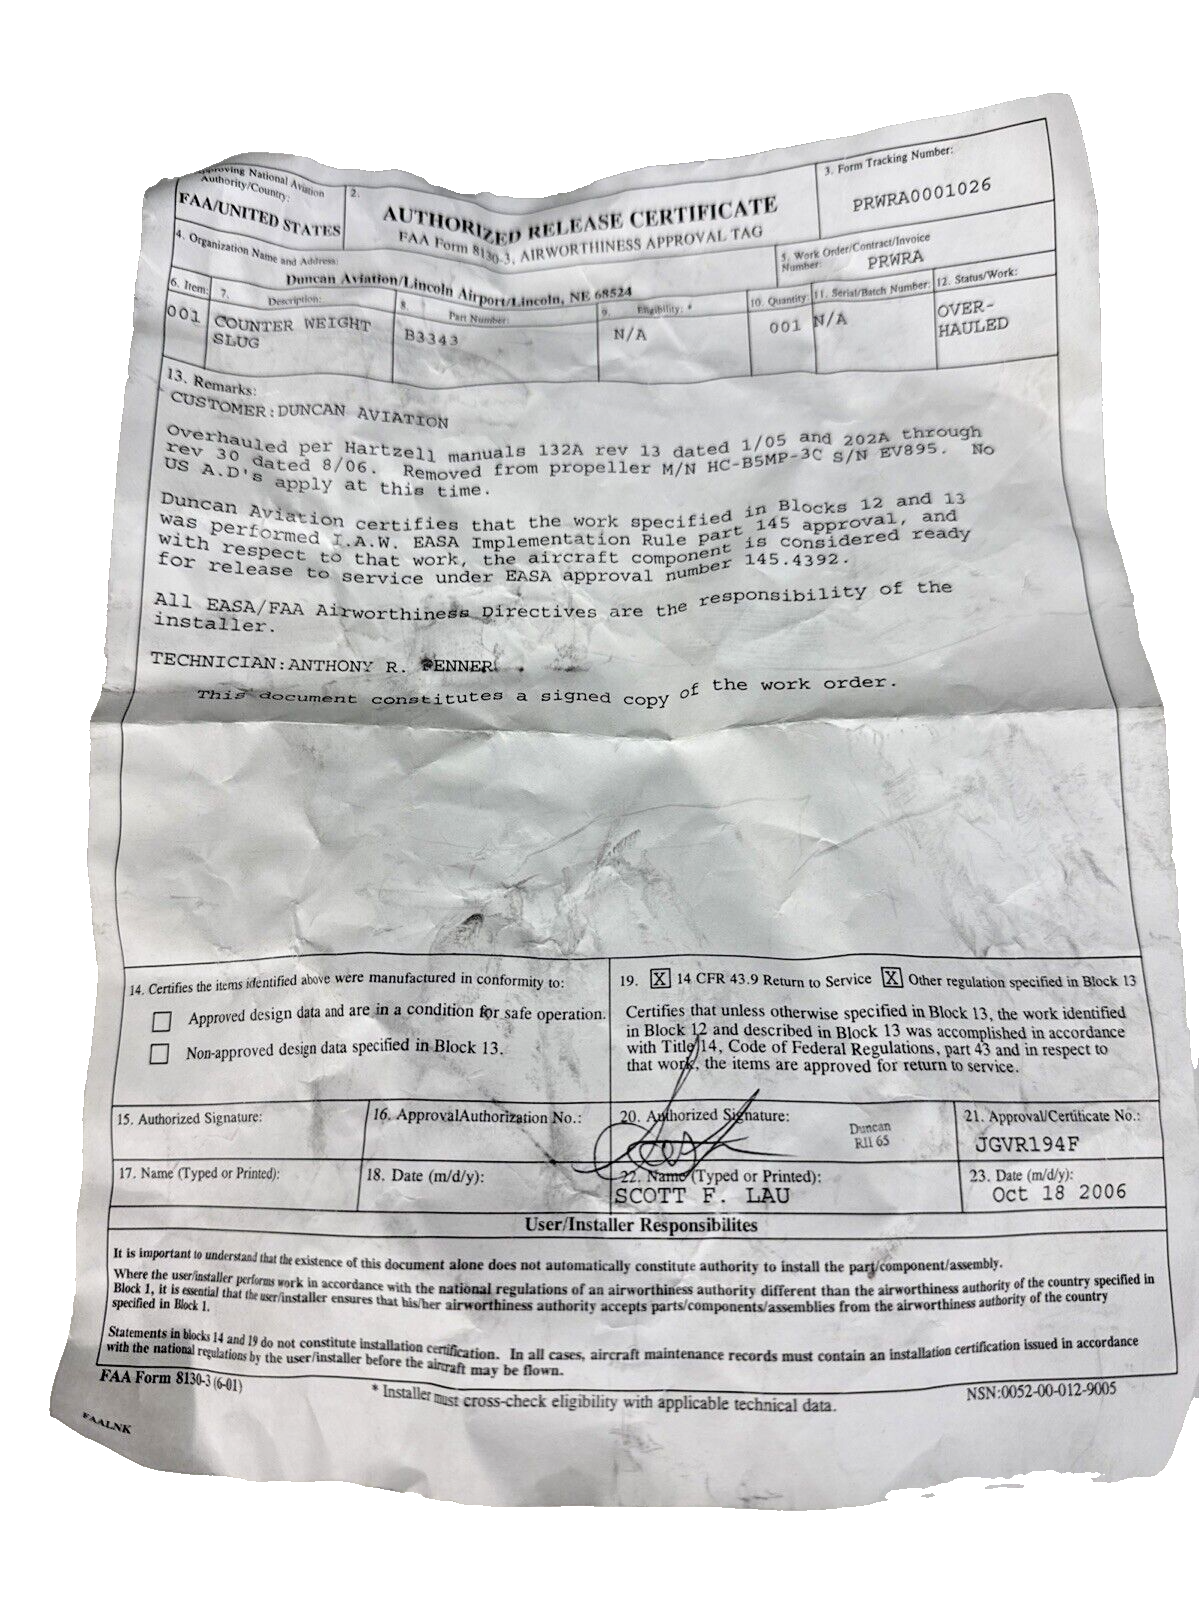 Approving National Aviation
Authority/Country:
FAA/UNITED STATES
2.
AUTHORIZED RELEASE CERTIFICATE
FAA Form 8130-3, AIRWORTHINESS APPROVAL TAG
3. Form Tracking Number:
PRWRA0001026
4. Organization Name and Address:
Duncan Aviation/Lincoln Airport/Lincoln, NE 68524
5. Work Order/Contract/Invoice
Number:
PRWRA
6. Item:
7.
Description:
8.
Part Number:
9.
Eligibility: *
10. Quantity:
11. Serial/Batch Number:
12. Status/Work:
001
COUNTER WEIGHT
SLUG
B3343
N/A
001
N/A
OVER-
HAULED
13. Remarks:
CUSTOMER:DUNCAN AVIATION
Overhauled per Hartzell manuals 132A rev 13 dated 1/05 and 202A through
rev 30 dated 8/06. Removed from propeller M/N HC-B5MP-3C S/N EV895. No
US A.D's apply at this time.
Duncan Aviation certifies that the work specified in Blocks 12 and 13
was performed I.A.W. EASA Implementation Rule part 145 approval, and
with respect to that work, the aircraft component is considered ready
for release to service under EASA approval number 145.4392.
All EASA/FAA Airworthiness Directives are the responsibility of the
installer.
TECHNICIAN:ANTHONY R.
This document constitutes a signed copy of the work order.
14. Certifies the items identified above were manufactured in conformity to:
Approved design data and are in a condition for safe operation.
Non-approved design data specified in Block 13.
19. X 14 CFR 43.9 Return to Service X Other regulation specified in Block 13
Certifies that unless otherwise specified in Block 13, the work identified
in Block 12 and described in Block 13 was accomplished in accordance
with Title 14, Code of Federal Regulations, part 43 and in respect to
that work, the items are approved for return to service.
15. Authorized Signature:
16. Approval/Authorization No.:
20. Authorized Signature:
Duncan
RII 65
21. Approval/Certificate No.:
JGVR194F
17. Name (Typed or Printed):
18. Date (m/d/y):
22. Name (Typed or Printed):
SCOTT F. LAU
23. Date (m/d/y):
Oct 18 2006
User/Installer Responsibilites
It is important to understand that the existence of this document alone does not automatically constitute authority to install the part/component/assembly.
Where the user/installer performs work in accordance with the national regulations of an airworthiness authority different than the airworthiness authority of the country specified in
Block 1, it is essential that the user/installer ensures that his/her airworthiness authority accepts parts/components/assemblies from the airworthiness authority of the country
specified in Block 1.
Statements in blocks 14 and 19 do not constitute installation certification. In all cases, aircraft maintenance records must contain an installation certification issued in accordance
with the national regulations by the user/installer before the aircraft may be flown.
FAA Form 8130-3 (6-01)
* Installer must cross-check eligibility with applicable technical data.
NSN:0052-00-012-9005
FAALNK